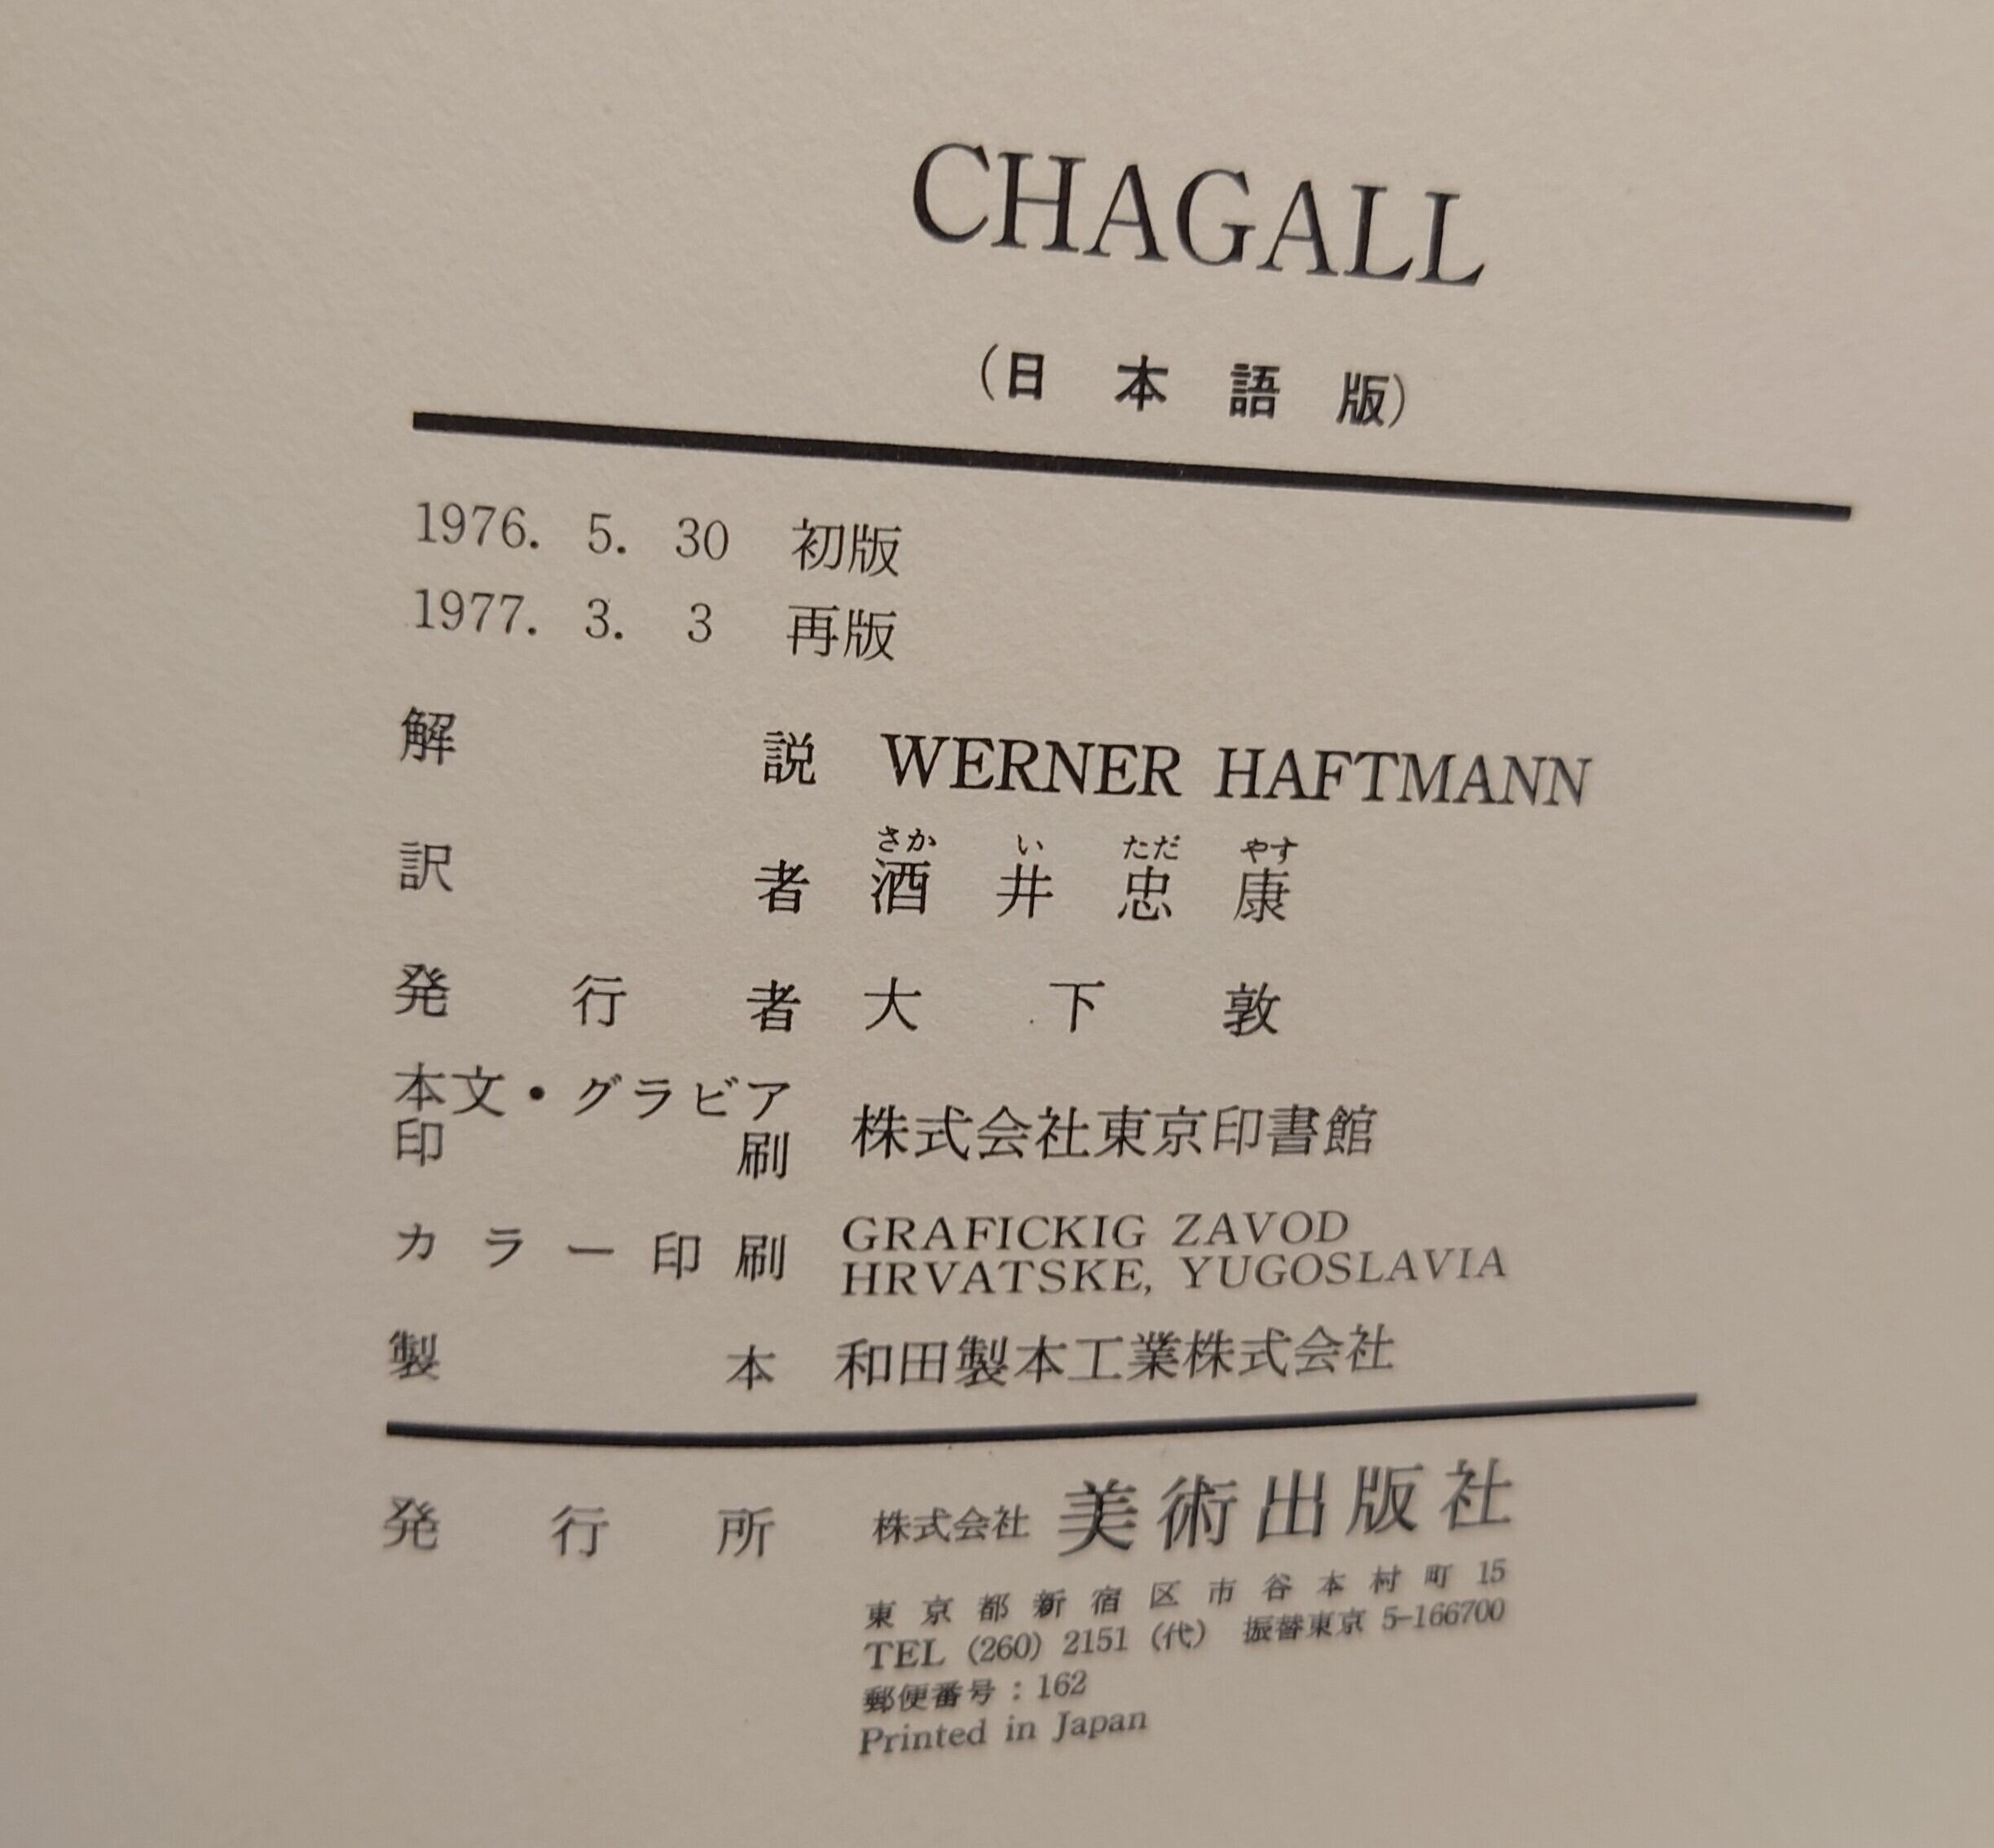 CHAGALL
(日本語版)
1976. 5. 30 初版
1977. 3. 3 再版
解説 WERNER HAFTMANN
さか い ただ やす
訳者 酒井忠康
発行者 大下敦
本文・グラビア
印刷 株式会社東京印書館
カラー印刷 GRAFICKIG ZAVOD
HRVATSKE, YUGOSLAVIA
製本 和田製本工業株式会社
発行所 株式会社 美術出版社
東京都新宿区市谷本村町 15
TEL (260) 2151 (代) 振替東京 5-166700
郵便番号 : 162
Printed in Japan